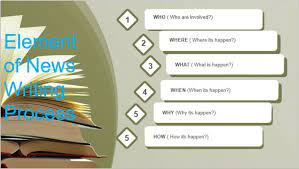 Element
of News
Writing
Process
1 WHO ( Who are involved?)
2 WHERE ( Where its happen?)
3 WHAT ( What is happen?)
4 WHEN (When its happen?)
5 WHY (Why its happen?)
5 HOW ( How its happen?)